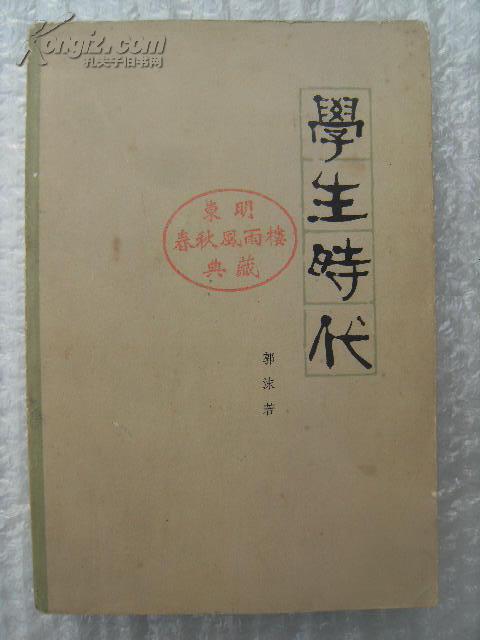 Kongfz.com
孔夫子旧书网
學生時代
東明
春秋風雨樓
典藏
郭沫若